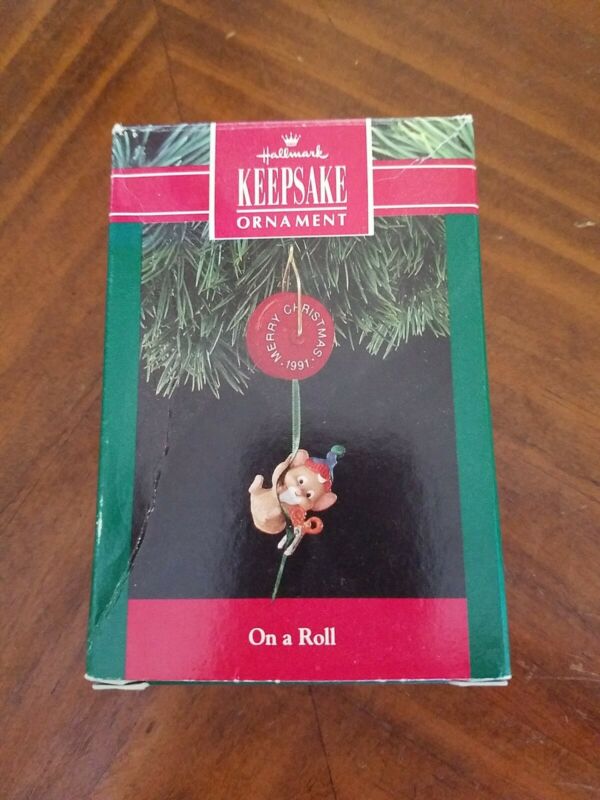 Hallmark
KEEPSAKE
ORNAMENT
MERRY CHRISTMAS
· 1991 ·
On a Roll